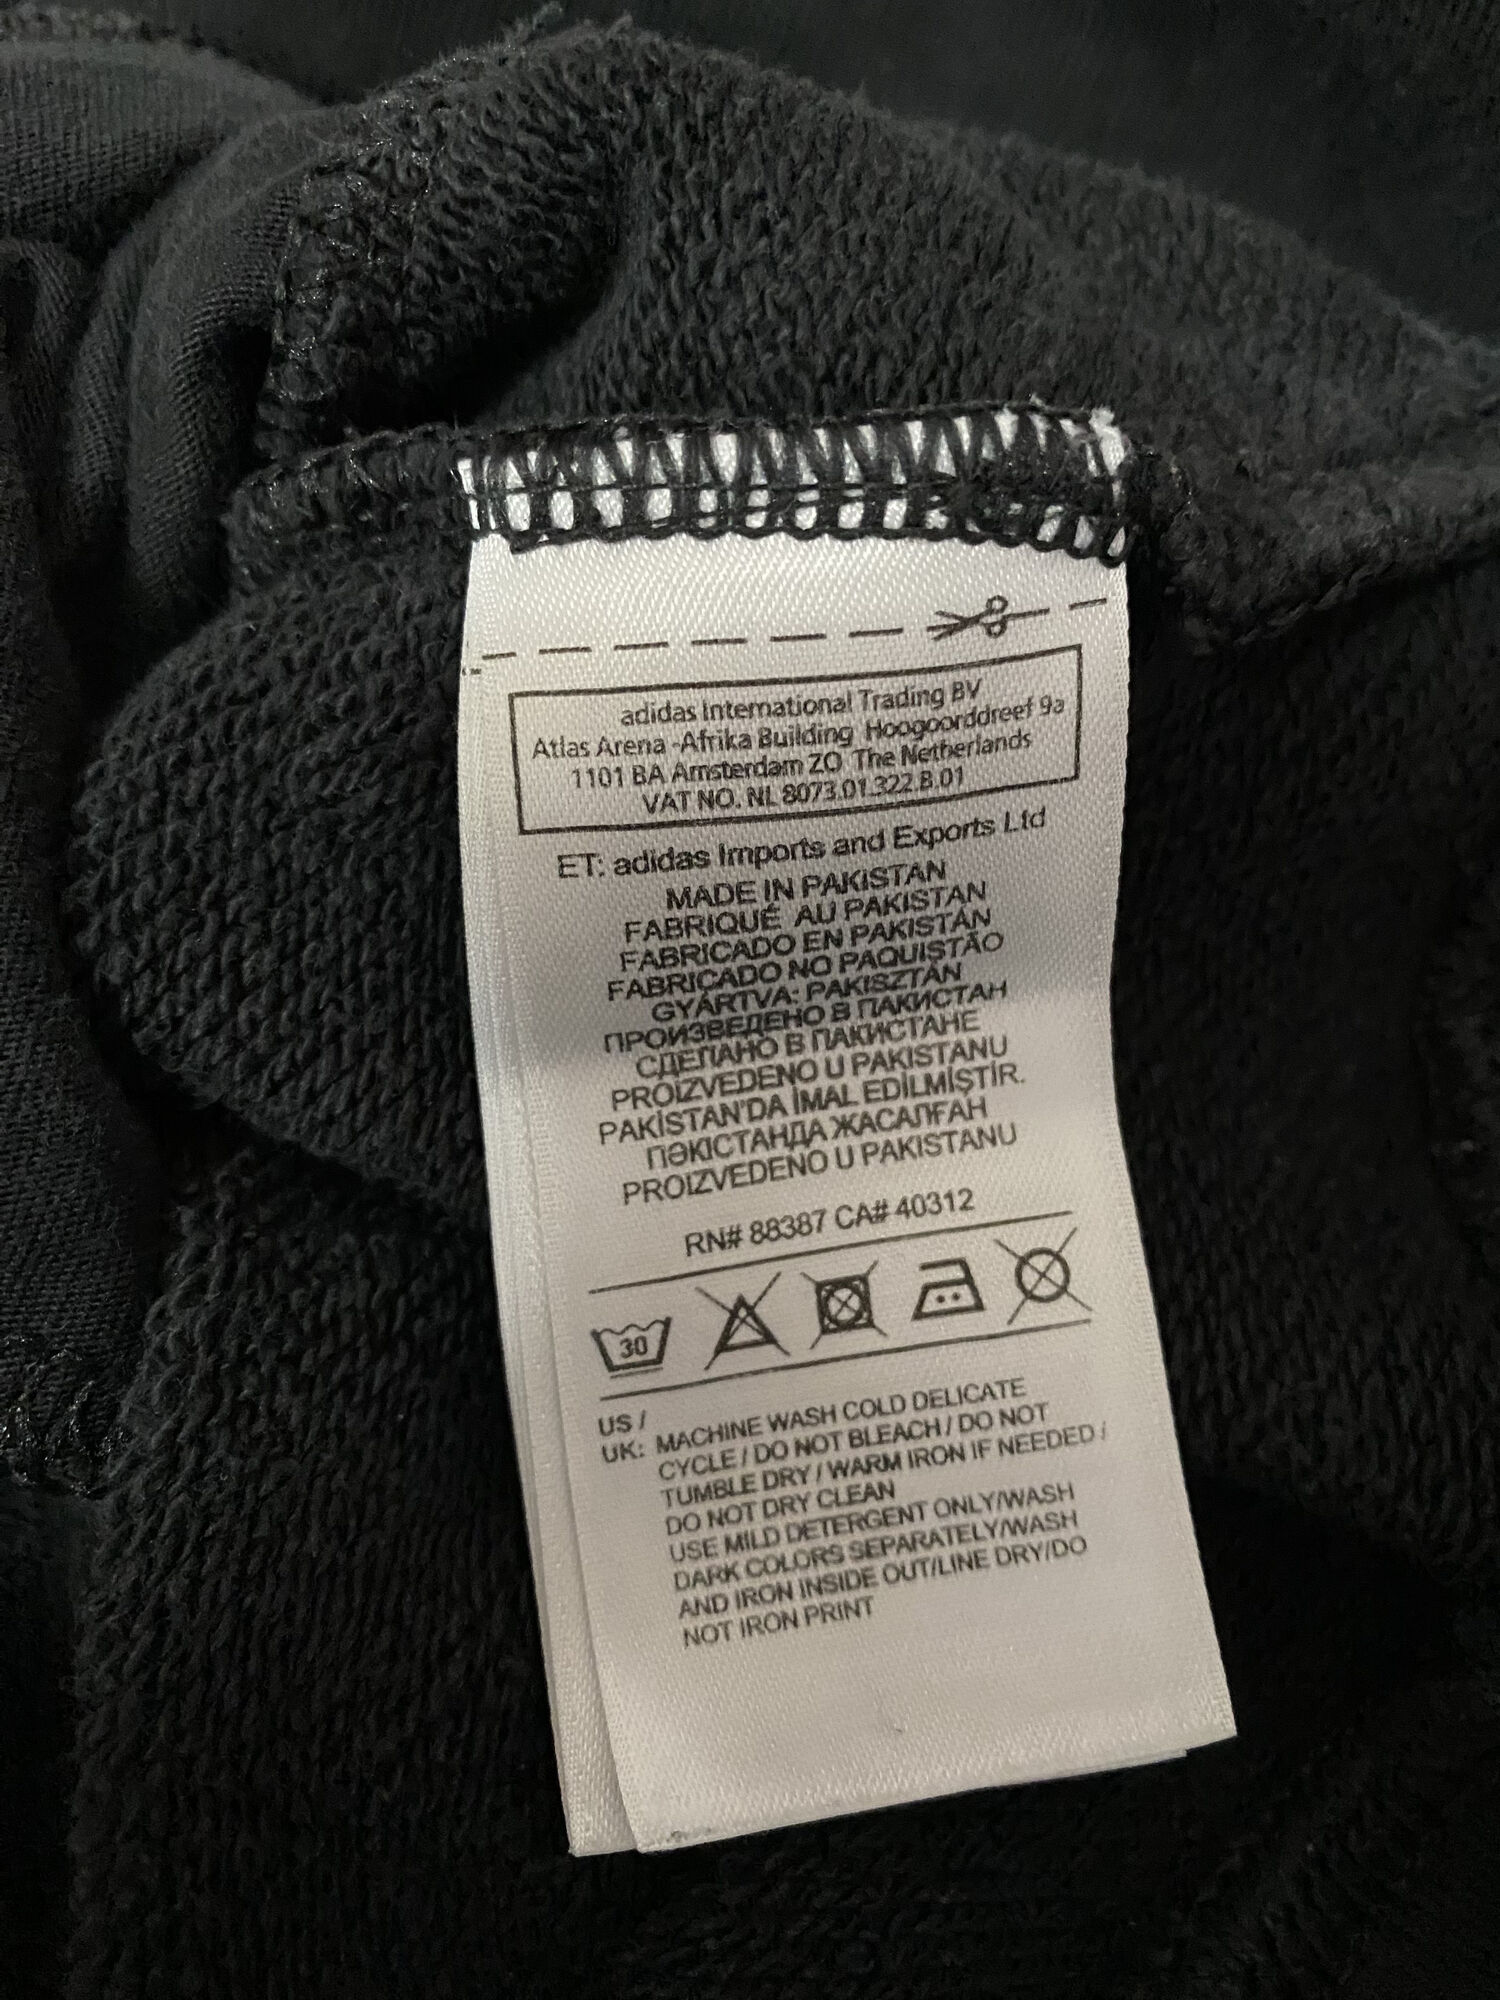 adidas International Trading BV
Atlas Arena -Afrika Building Hoogoorddreef 9a
1101 BA Amsterdam ZO The Netherlands
VAT NO. NL 8073.01.322.B.01
ET: adidas Imports and Exports Ltd
MADE IN PAKISTAN
FABRIQUÉ AU PAKISTAN
FABRICADO EN PAKISTÁN
FABRICADO NO PAQUISTÃO
GYÁRTVA: PAKISZTÁN
ПРОИЗВЕДЕНО В ПАКИСТАН
СДЕЛАНО В ПАКИСТАНЕ
PROIZVEDENO U PAKISTANU
PAKİSTAN'DA İMAL EDİLMİŞTİR.
ПӘКІСТАНДА ЖАСАЛҒАН
PROIZVEDENO U PAKISTANU
RN# 88387 CA# 40312
30
US /
UK: MACHINE WASH COLD DELICATE
CYCLE / DO NOT BLEACH / DO NOT
TUMBLE DRY / WARM IRON IF NEEDED /
DO NOT DRY CLEAN
USE MILD DETERGENT ONLY/WASH
DARK COLORS SEPARATELY/WASH
AND IRON INSIDE OUT/LINE DRY/DO
NOT IRON PRINT